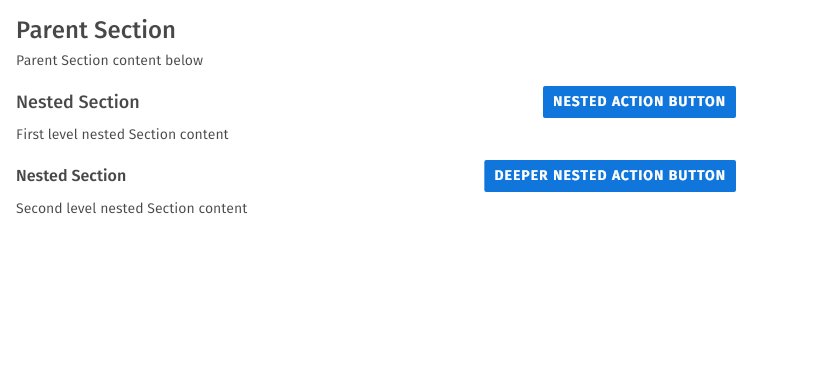 Parent Section
Parent Section content below
Nested Section NESTED ACTION BUTTON
First level nested Section content
Nested Section DEEPER NESTED ACTION BUTTON
Second level nested Section content